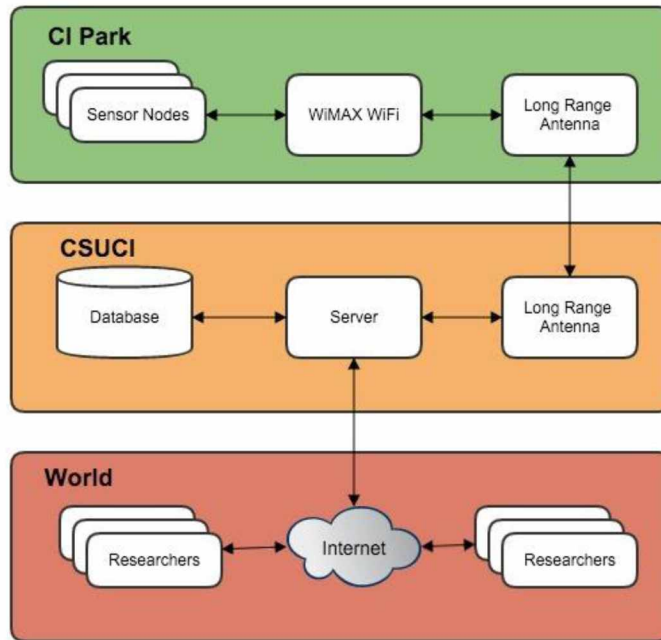 CI Park
Sensor Nodes
WiMAX WiFi
Long Range
Antenna
CSUCI
Database
Server
Long Range
Antenna
World
Researchers
Internet
Researchers